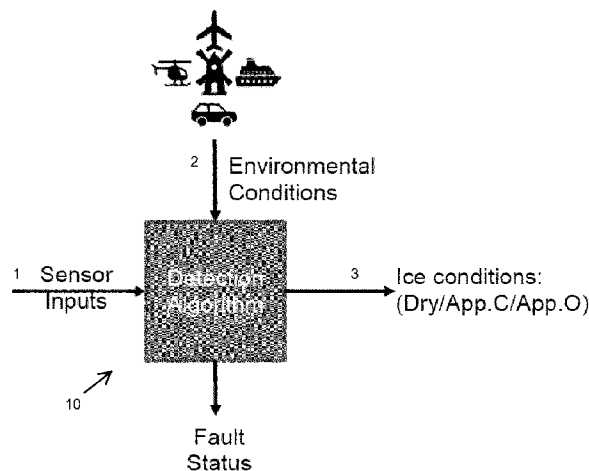 2
Environmental
Conditions
1
Sensor
Inputs
Detection
Algorithm
3
Ice conditions:
(Dry/App.C/App.O)
10
Fault
Status